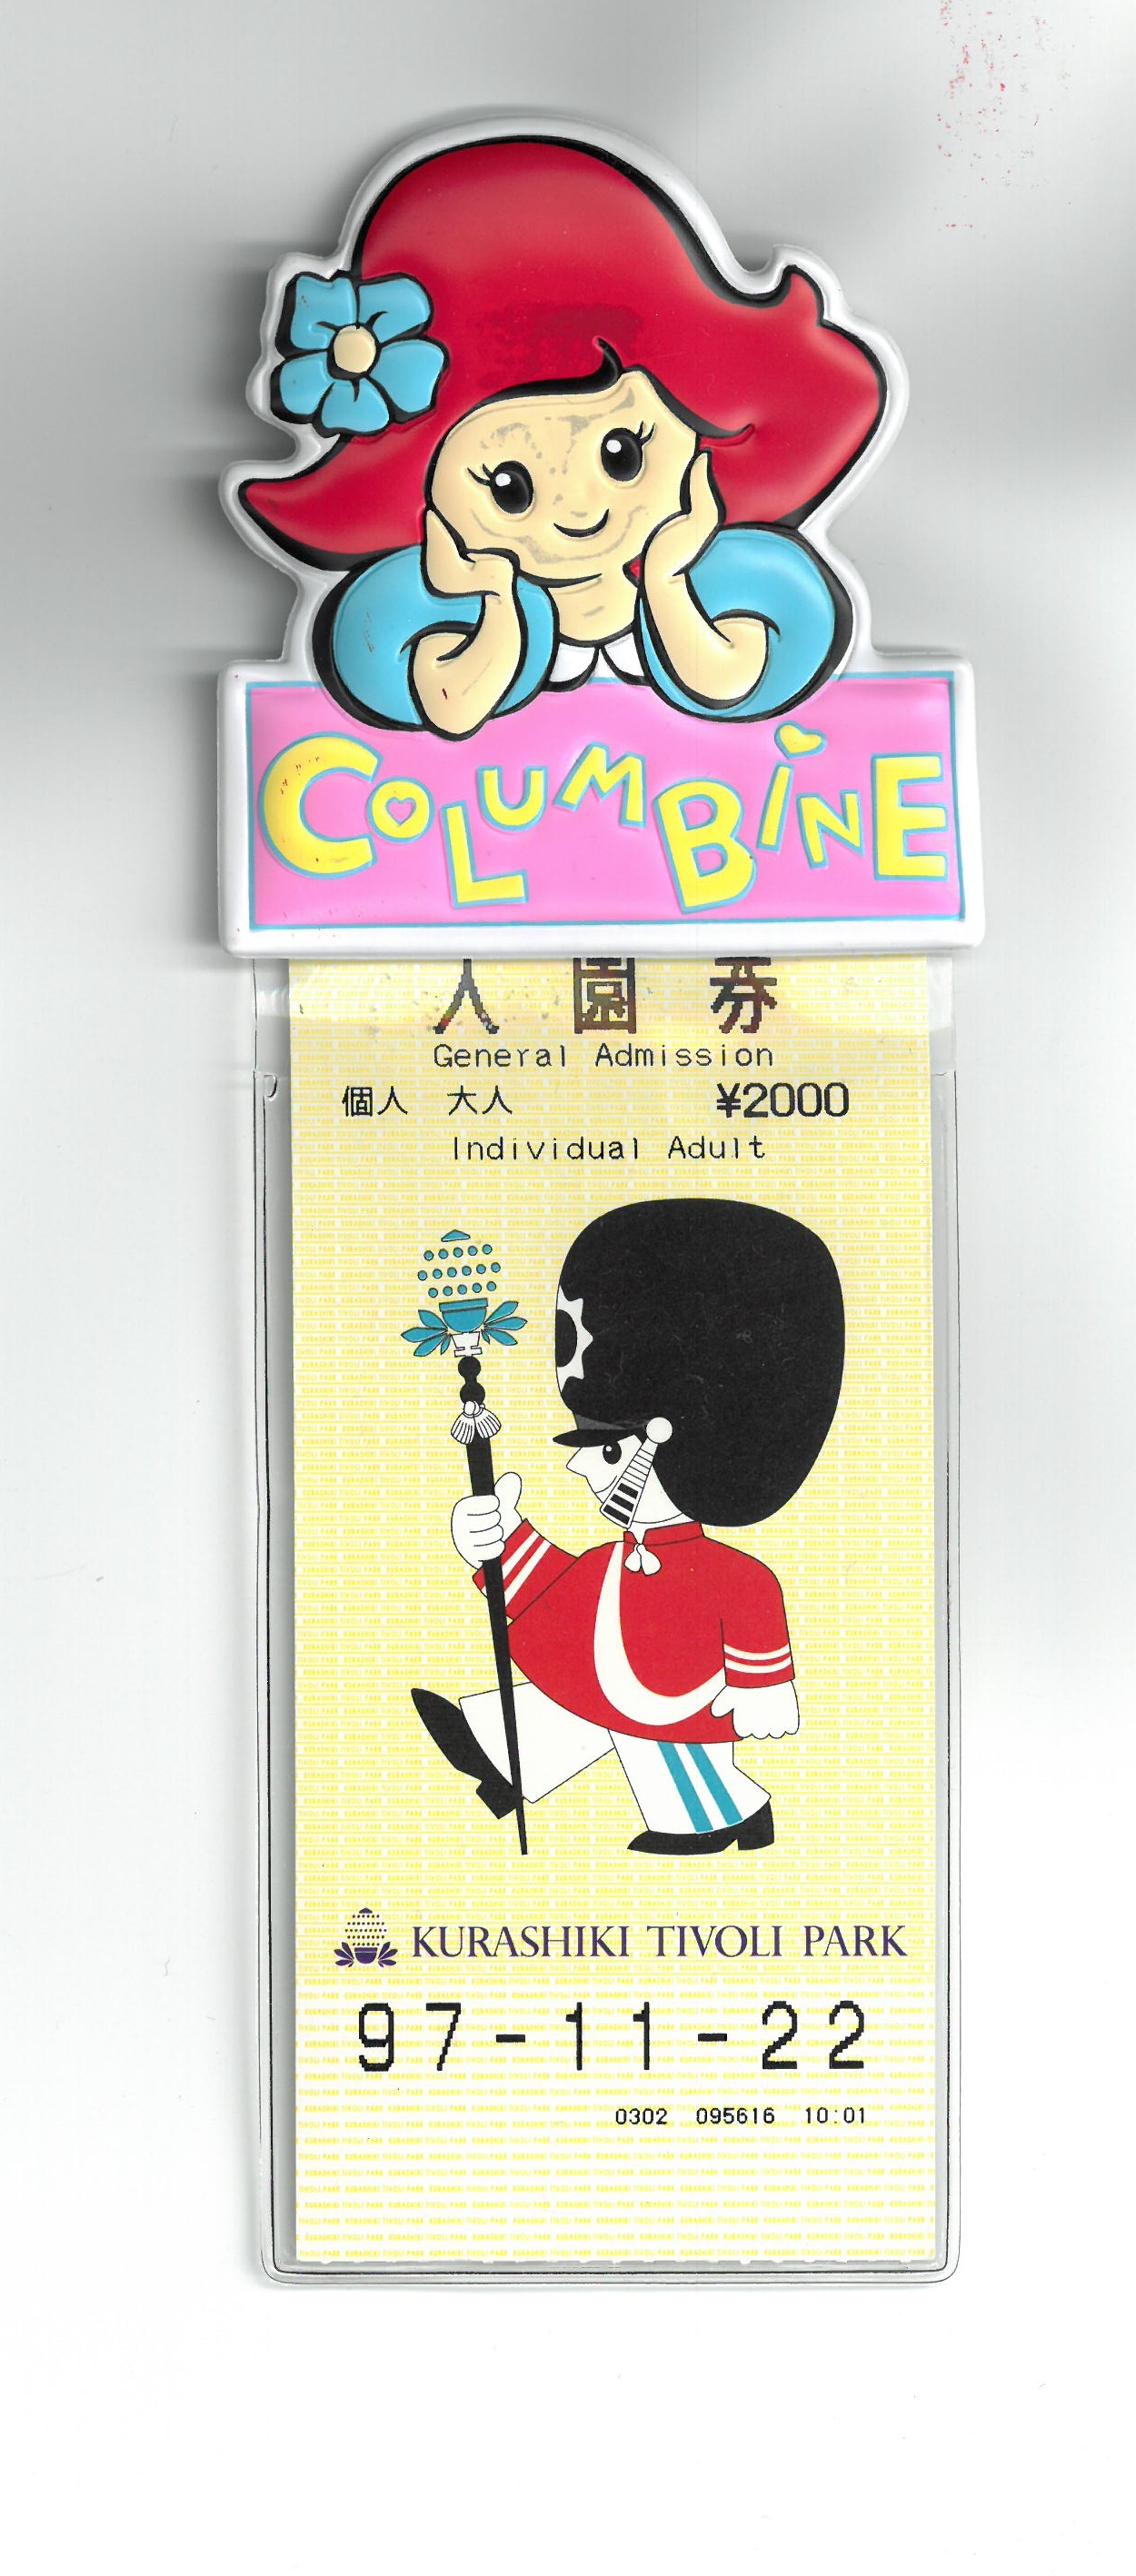 COLUMBINE
入園券
General Admission
個人 大人 ¥2000
Individual Adult
KURASHIKI TIVOLI PARK
97-11-22
0302 095616 10:01